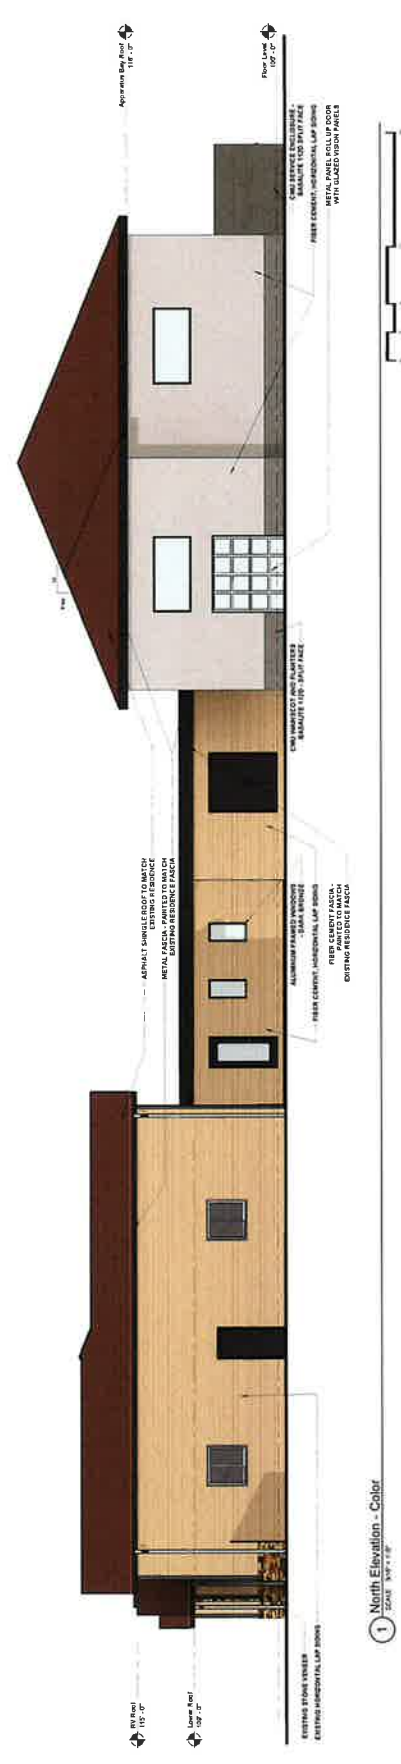 RV Roof
115' - 0"
Lower Roof
109' - 0"
EXISTING STONE VENEER
EXISTING HORIZONTAL LAP SIDING
ASPHALT SHINGLE ROOF TO MATCH
EXISTING RESIDENCE
METAL FASCIA - PAINTED TO MATCH
EXISTING RESIDENCE FASCIA
ALUMINUM FRAMED WINDOWS
- DARK BRONZE
FIBER CEMENT, HORIZONTAL LAP SIDING
FIBER CEMENT FASCIA -
PAINTED TO MATCH
EXISTING RESIDENCE FASCIA
CMU WAINSCOT AND PLANTERS
BASALITE 1120 - SPLIT FACE
Apparatus Bay Roof
Floor Level
100' - 0"
CMU SERVICE ENCLOSURE -
BASALITE 1120 SPLIT FACE
FIBER CEMENT, HORIZONTAL LAP SIDING
METAL PANEL ROLL UP DOOR
WITH GLAZED VISION PANELS
1
North Elevation - Color
SCALE